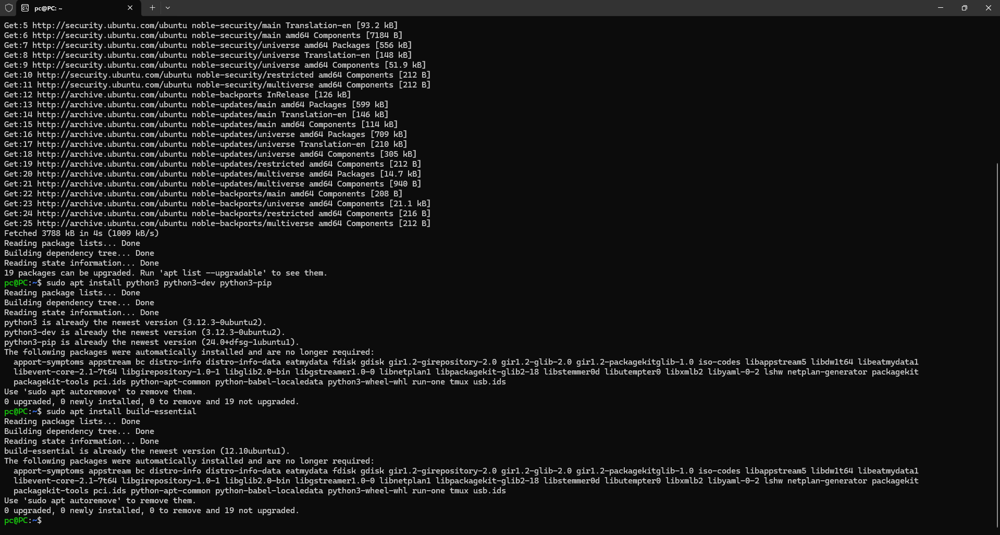 pc@PC: ~
Get:5 http://security.ubuntu.com/ubuntu noble-security/main Translation-en [93.2 kB]
Get:6 http://security.ubuntu.com/ubuntu noble-security/main amd64 Components [7184 B]
Get:7 http://security.ubuntu.com/ubuntu noble-security/universe amd64 Packages [556 kB]
Get:8 http://security.ubuntu.com/ubuntu noble-security/universe Translation-en [148 kB]
Get:9 http://security.ubuntu.com/ubuntu noble-security/universe amd64 Components [51.9 kB]
Get:10 http://security.ubuntu.com/ubuntu noble-security/restricted amd64 Components [212 B]
Get:11 http://security.ubuntu.com/ubuntu noble-security/multiverse amd64 Components [212 B]
Get:12 http://archive.ubuntu.com/ubuntu noble-backports InRelease [126 kB]
Get:13 http://archive.ubuntu.com/ubuntu noble-updates/main amd64 Packages [599 kB]
Get:14 http://archive.ubuntu.com/ubuntu noble-updates/main Translation-en [146 kB]
Get:15 http://archive.ubuntu.com/ubuntu noble-updates/main amd64 Components [114 kB]
Get:16 http://archive.ubuntu.com/ubuntu noble-updates/universe amd64 Packages [709 kB]
Get:17 http://archive.ubuntu.com/ubuntu noble-updates/universe Translation-en [210 kB]
Get:18 http://archive.ubuntu.com/ubuntu noble-updates/universe amd64 Components [305 kB]
Get:19 http://archive.ubuntu.com/ubuntu noble-updates/restricted amd64 Components [212 B]
Get:20 http://archive.ubuntu.com/ubuntu noble-updates/multiverse amd64 Packages [14.7 kB]
Get:21 http://archive.ubuntu.com/ubuntu noble-updates/multiverse amd64 Components [940 B]
Get:22 http://archive.ubuntu.com/ubuntu noble-backports/main amd64 Components [208 B]
Get:23 http://archive.ubuntu.com/ubuntu noble-backports/universe amd64 Components [21.1 kB]
Get:24 http://archive.ubuntu.com/ubuntu noble-backports/restricted amd64 Components [216 B]
Get:25 http://archive.ubuntu.com/ubuntu noble-backports/multiverse amd64 Components [212 B]
Fetched 3788 kB in 4s (1009 kB/s)
Reading package lists... Done
Building dependency tree... Done
Reading state information... Done
19 packages can be upgraded. Run 'apt list --upgradable' to see them.
pc@PC:~$ sudo apt install python3 python3-dev python3-pip
Reading package lists... Done
Building dependency tree... Done
Reading state information... Done
python3 is already the newest version (3.12.3-0ubuntu2).
python3-dev is already the newest version (3.12.3-0ubuntu2).
python3-pip is already the newest version (24.0+dfsg-1ubuntu1).
The following packages were automatically installed and are no longer required:
  apport-symptoms appstream bc distro-info distro-info-data eatmydata fdisk gdisk gir1.2-girepository-2.0 gir1.2-glib-2.0 gir1.2-packagekitglib-1.0 iso-codes libappstream5 libdw1t64 libeatmydata1
  libevent-core-2.1-7t64 libgirepository-1.0-1 libglib2.0-bin libgstreamer1.0-0 libnetplan1 libpackagekit-glib2-18 libstemmer0d libutempter0 libxmlb2 libyaml-0-2 lshw netplan-generator packagekit
  packagekit-tools pci.ids python-apt-common python-babel-localedata python3-wheel-whl run-one tmux usb.ids
Use 'sudo apt autoremove' to remove them.
0 upgraded, 0 newly installed, 0 to remove and 19 not upgraded.
pc@PC:~$ sudo apt install build-essential
Reading package lists... Done
Building dependency tree... Done
Reading state information... Done
build-essential is already the newest version (12.10ubuntu1).
The following packages were automatically installed and are no longer required:
  apport-symptoms appstream bc distro-info distro-info-data eatmydata fdisk gdisk gir1.2-girepository-2.0 gir1.2-glib-2.0 gir1.2-packagekitglib-1.0 iso-codes libappstream5 libdw1t64 libeatmydata1
  libevent-core-2.1-7t64 libgirepository-1.0-1 libglib2.0-bin libgstreamer1.0-0 libnetplan1 libpackagekit-glib2-18 libstemmer0d libutempter0 libxmlb2 libyaml-0-2 lshw netplan-generator packagekit
  packagekit-tools pci.ids python-apt-common python-babel-localedata python3-wheel-whl run-one tmux usb.ids
Use 'sudo apt autoremove' to remove them.
0 upgraded, 0 newly installed, 0 to remove and 19 not upgraded.
pc@PC:~$